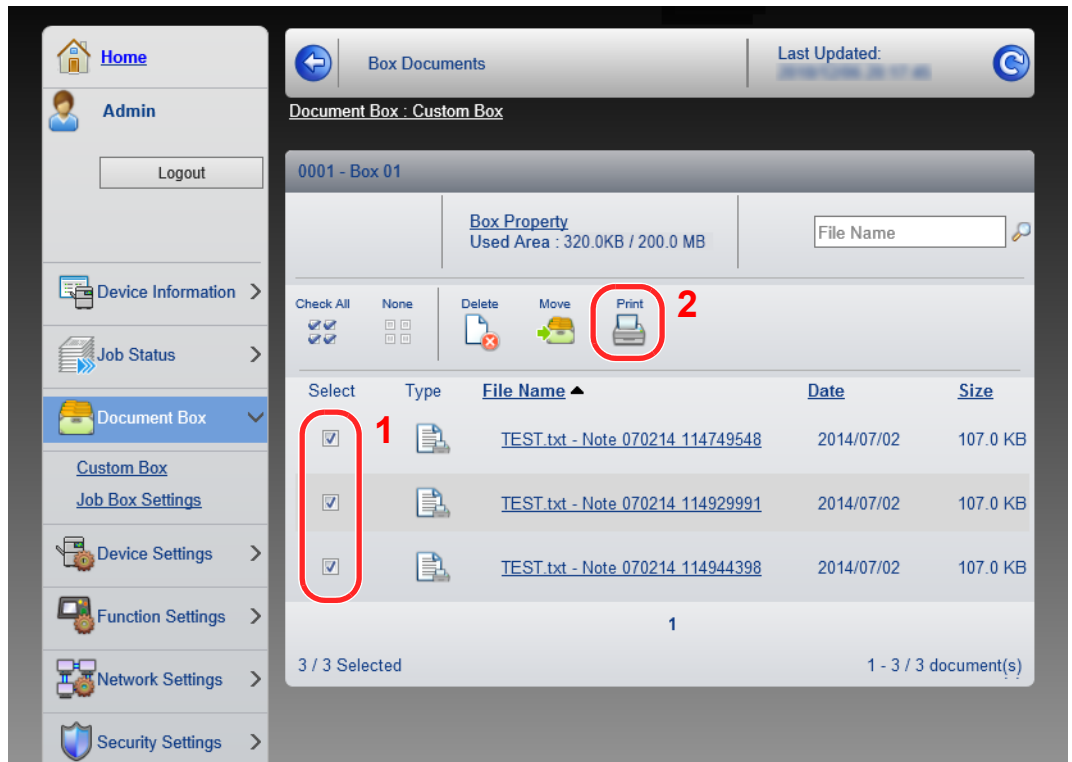 Home
Admin
Logout
Device Information
Job Status
Document Box
Custom Box
Job Box Settings
Device Settings
Function Settings
Network Settings
Security Settings
Box Documents
Last Updated:
Document Box : Custom Box
0001 - Box 01
Box Property
Used Area : 320.0KB / 200.0 MB
File Name
Check All None Delete Move Print 2
Select Type File Name Date Size
1
TEST.txt - Note 070214 114749548 2014/07/02 107.0 KB
TEST.txt - Note 070214 114929991 2014/07/02 107.0 KB
TEST.txt - Note 070214 114944398 2014/07/02 107.0 KB
1
3 / 3 Selected 1 - 3 / 3 document(s)